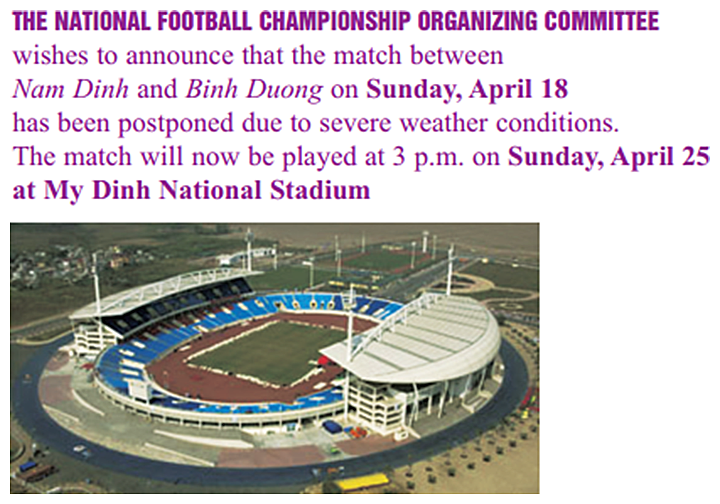 THE NATIONAL FOOTBALL CHAMPIONSHIP ORGANIZING COMMITTEE
wishes to announce that the match between
Nam Dinh and Binh Duong on Sunday, April 18
has been postponed due to severe weather conditions.
The match will now be played at 3 p.m. on Sunday, April 25
at My Dinh National Stadium